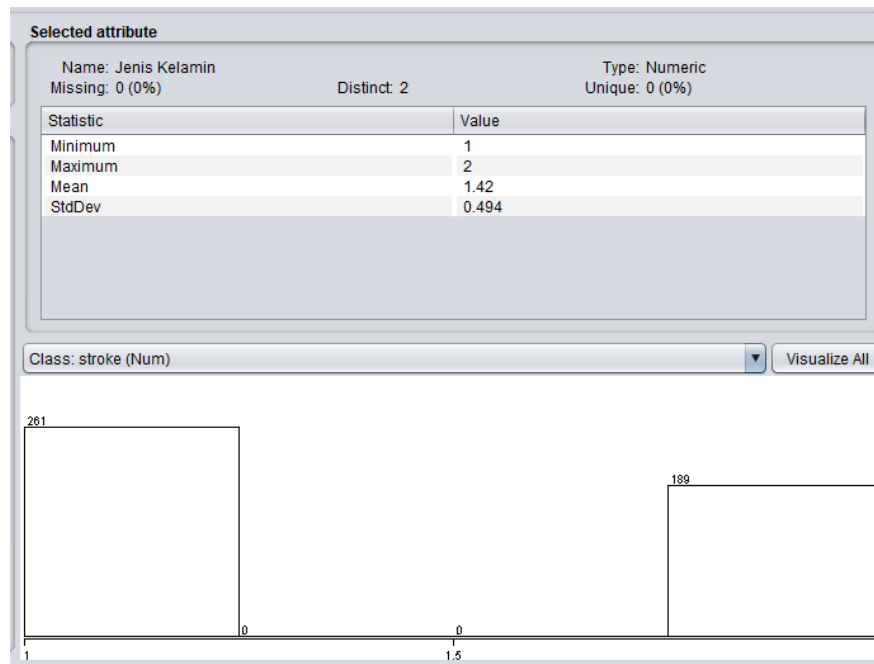 Selected attribute
Name: Jenis Kelamin Type: Numeric
Missing: 0 (0%) Distinct: 2 Unique: 0 (0%)
Statistic Value
Minimum 1
Maximum 2
Mean 1.42
StdDev 0.494
Class: stroke (Num) Visualize All
261
189
0 0
1 1.5